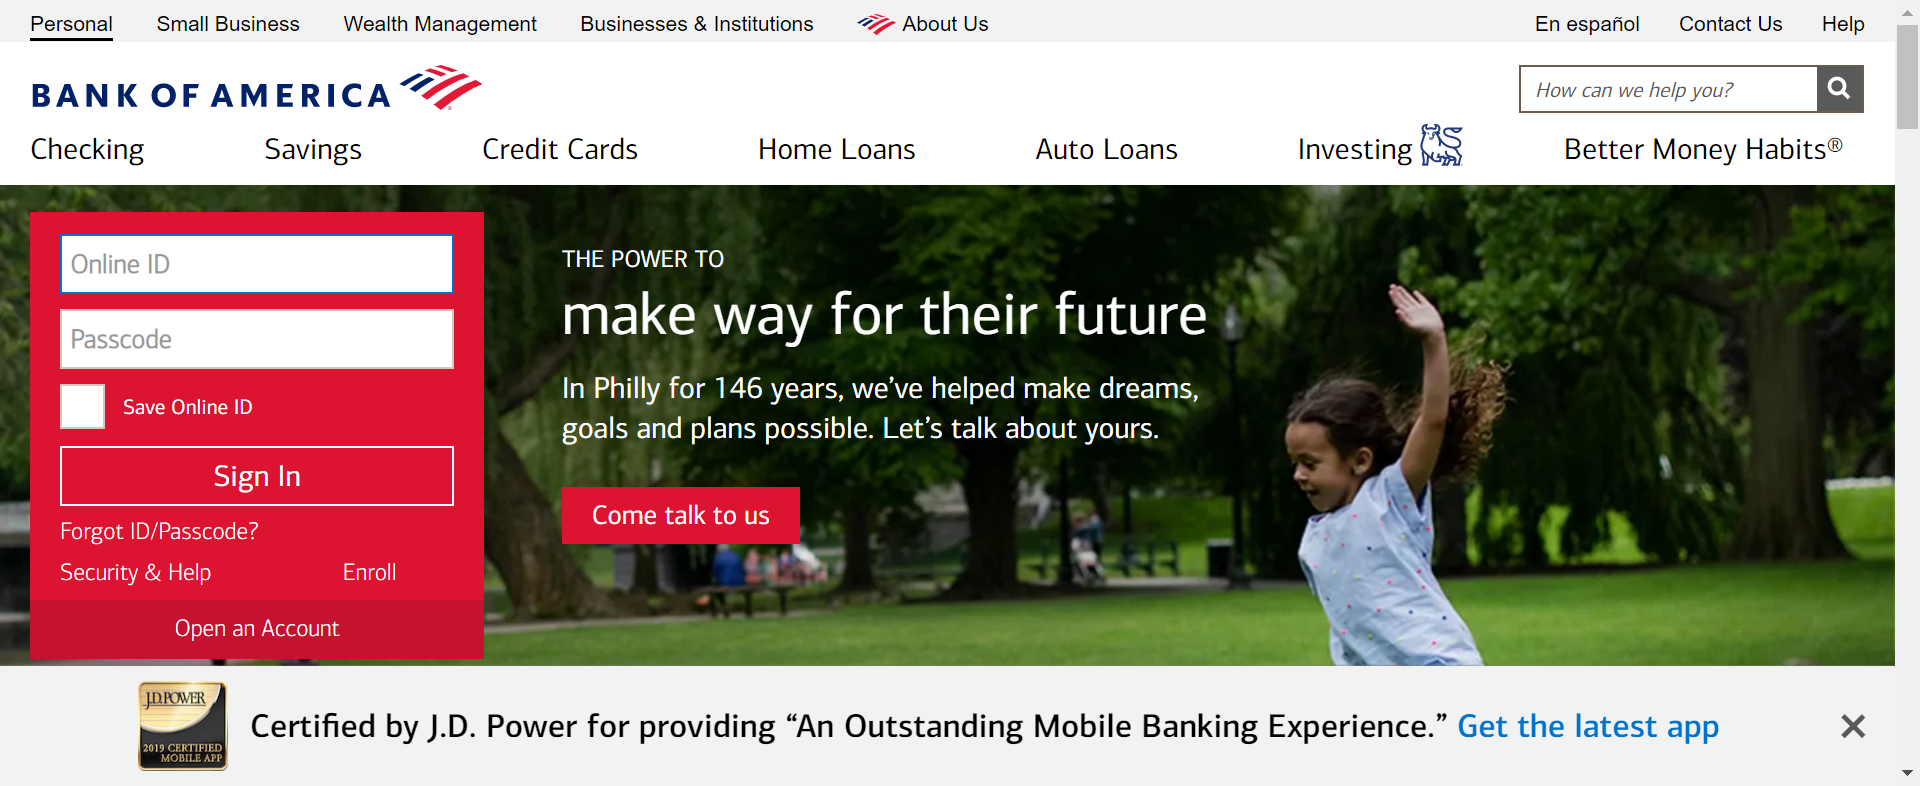 Personal
Small Business
Wealth Management
Businesses & Institutions
About Us
En español
Contact Us
Help
BANK OF AMERICA
How can we help you?
Checking
Savings
Credit Cards
Home Loans
Auto Loans
Investing
Better Money Habits®
Online ID
Passcode
Save Online ID
Sign In
Forgot ID/Passcode?
Security & Help
Enroll
Open an Account
THE POWER TO
make way for their future
In Philly for 146 years, we’ve helped make dreams,
goals and plans possible. Let’s talk about yours.
Come talk to us
J.D.POWER
2019 CERTIFIED
MOBILE APP
Certified by J.D. Power for providing “An Outstanding Mobile Banking Experience.” Get the latest app